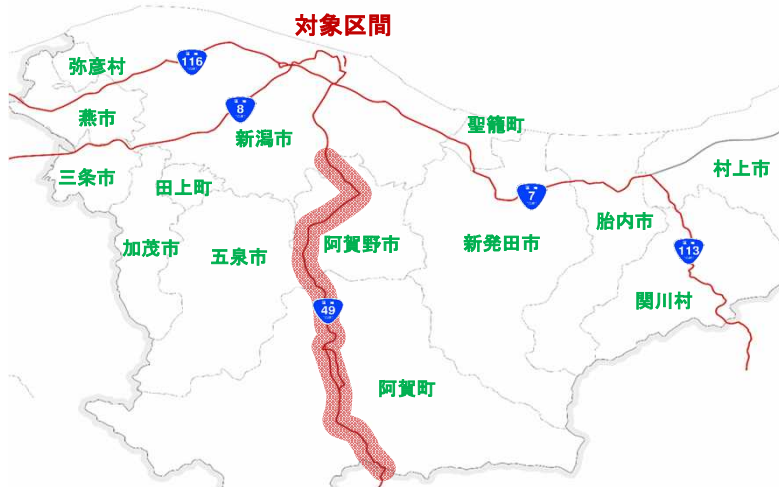 対象区間
弥彦村
116
燕市
8
新潟市
聖籠町
三条市
田上町
村上市
7
加茂市
五泉市
阿賀野市
新発田市
胎内市
113
関川村
49
阿賀町